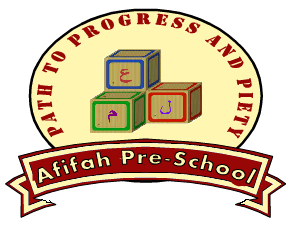 PATH TO PROGRESS AND PIETY
ع
م ل
Afifah Pre-School